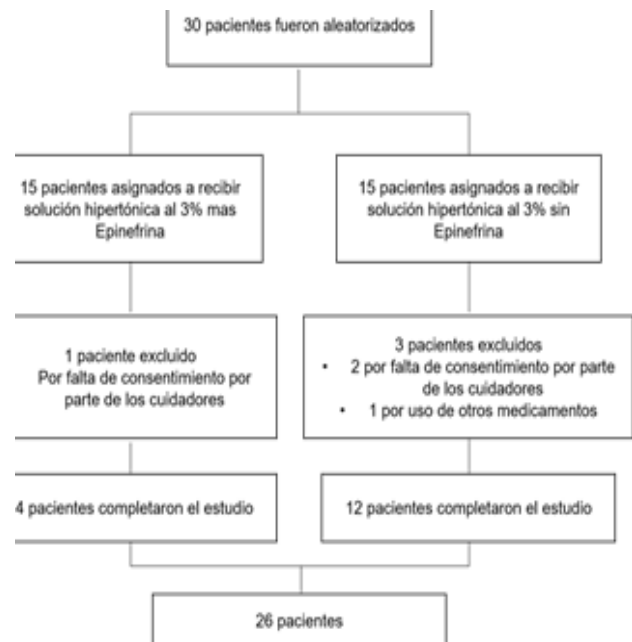 30 pacientes fueron aleatorizados
15 pacientes asignados a recibir
solución hipertónica al 3% mas
Epinefrina
15 pacientes asignados a recibir
solución hipertónica al 3% sin
Epinefrina
1 paciente excluido
Por falta de consentimiento por
parte de los cuidadores
3 pacientes excluidos
• 2 por falta de consentimiento por parte
de los cuidadores
• 1 por uso de otros medicamentos
4 pacientes completaron el estudio
12 pacientes completaron el estudio
26 pacientes